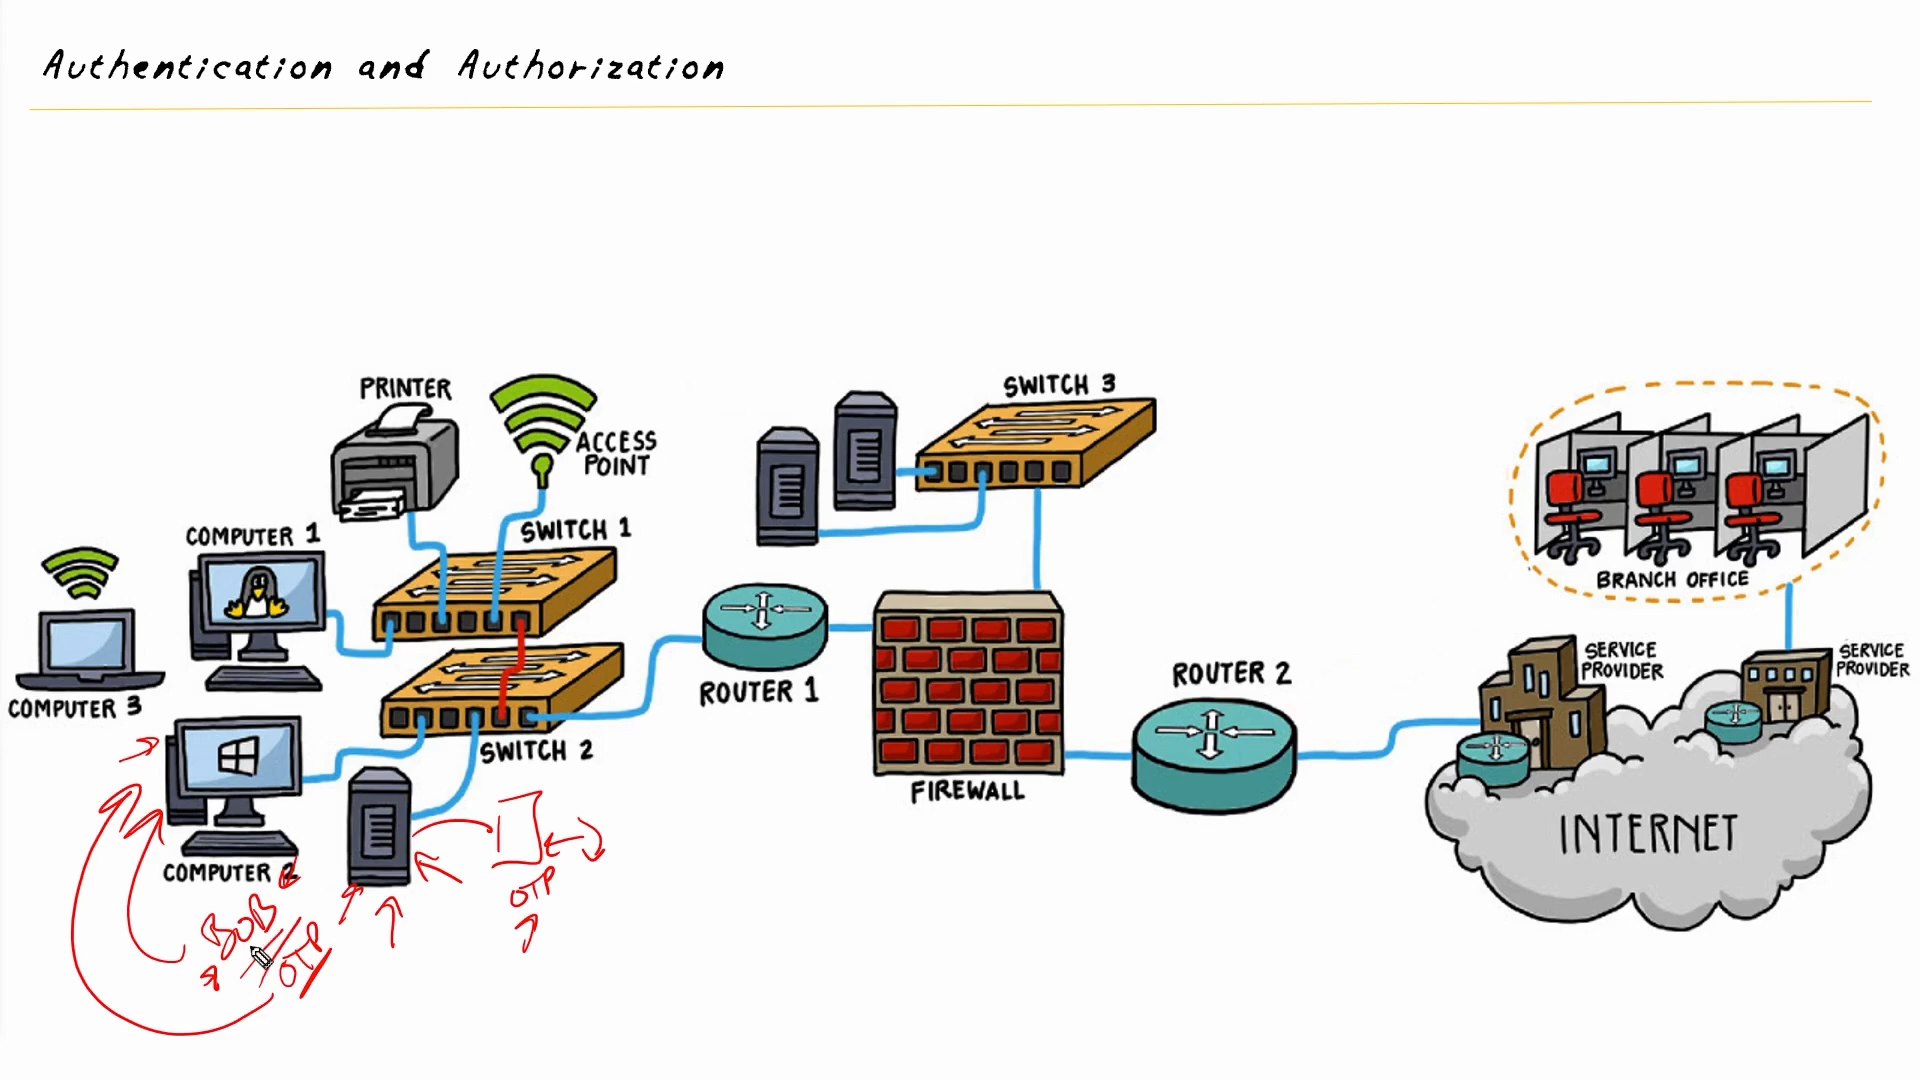 Authentication and Authorization
PRINTER
ACCESS
POINT
SWITCH 3
COMPUTER 1
SWITCH 1
BRANCH OFFICE
SERVICE
PROVIDER
SERVICE
PROVIDER
COMPUTER 3
ROUTER 1
ROUTER 2
SWITCH 2
FIREWALL
INTERNET
COMPUTER 2
OTP
BOB
OTP